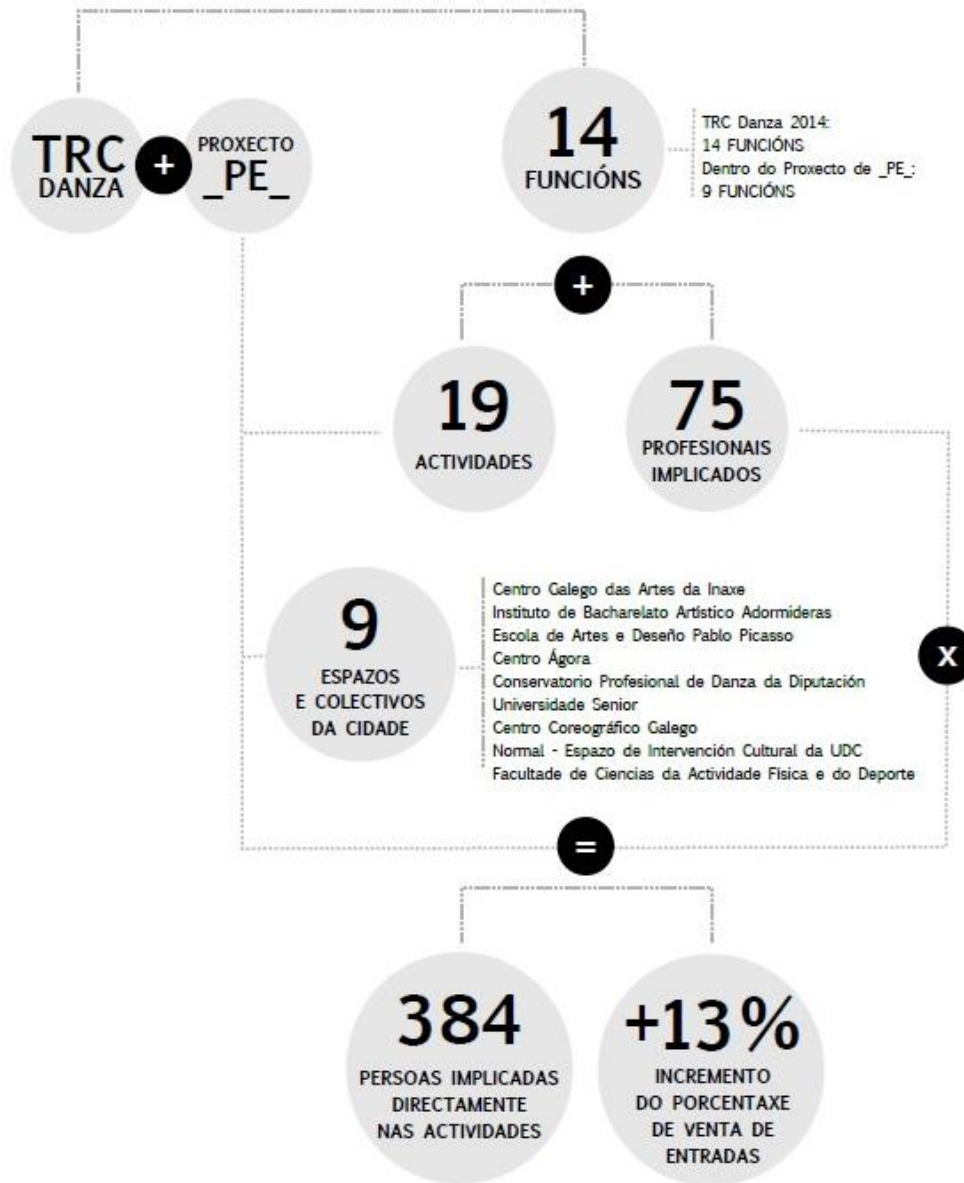 TRC
DANZA
+
PROXECTO
_PE_
14
FUNCIÓNS
TRC Danza 2014:
14 FUNCIÓNS
Dentro do Proxecto de _PE_:
9 FUNCIÓNS
+
19
ACTIVIDADES
75
PROFESIONAIS
IMPLICADOS
9
ESPAZOS
E COLECTIVOS
DA CIDADE
Centro Galego das Artes da Inaxe
Instituto de Bacharelato Artístico Adormideras
Escola de Artes e Deseño Pablo Picasso
Centro Ágora
Conservatorio Profesional de Danza da Diputación
Universidade Senior
Centro Coreográfico Galego
Normal - Espazo de Intervención Cultural da UDC
Facultade de Ciencias da Actividade Física e do Deporte
x
=
384
PERSOAS IMPLICADAS
DIRECTAMENTE
NAS ACTIVIDADES
+13%
INCREMENTO
DO PORCENTAXE
DE VENTA DE
ENTRADAS